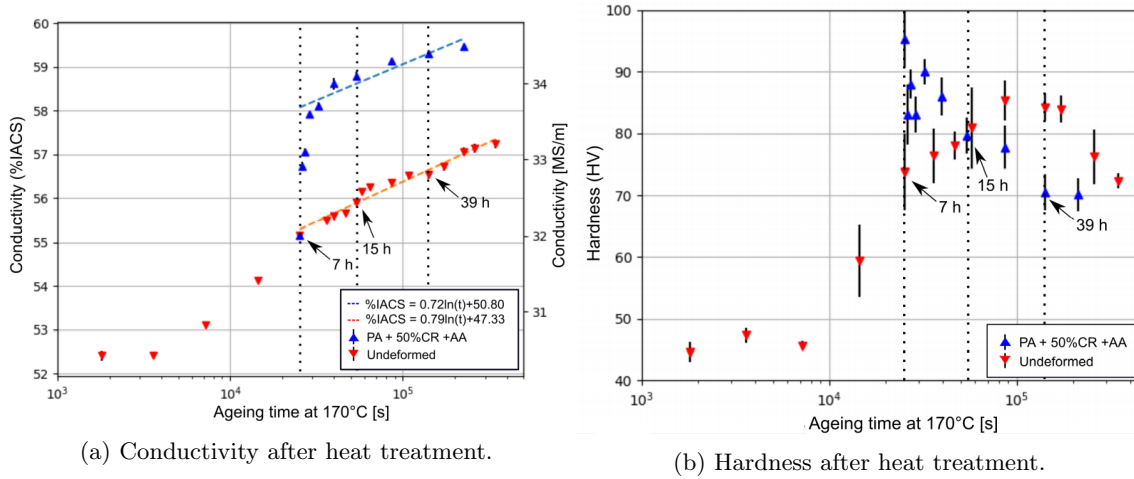 60
59
58
57
56
55
54
53
52
Conductivity (%IACS)
34
33
32
31
30
Conductivity [MS/m]
7 h
15 h
39 h
%IACS = 0.72ln(t)+50.80
%IACS = 0.79ln(t)+47.33
PA + 50%CR +AA
Undeformed
10³
10⁴
10⁵
Ageing time at 170°C [s]
(a) Conductivity after heat treatment.
100
90
80
70
60
50
40
Hardness (HV)
7 h
15 h
39 h
PA + 50%CR +AA
Undeformed
10³
10⁴
10⁵
Ageing time at 170°C [s]
(b) Hardness after heat treatment.